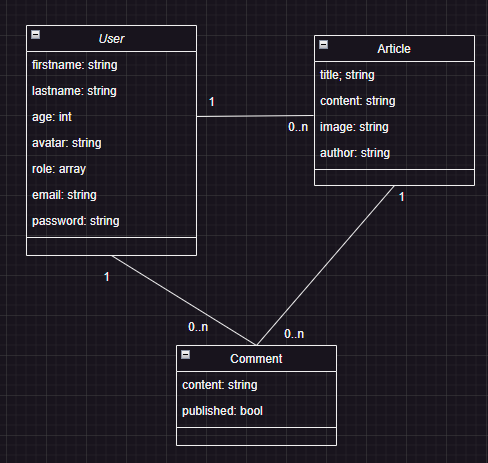 User
firstname: string
lastname: string
age: int
avatar: string
role: array
email: string
password: string
Article
title; string
content: string
image: string
author: string
1
0..n
1
0..n
1
0..n
Comment
content: string
published: bool